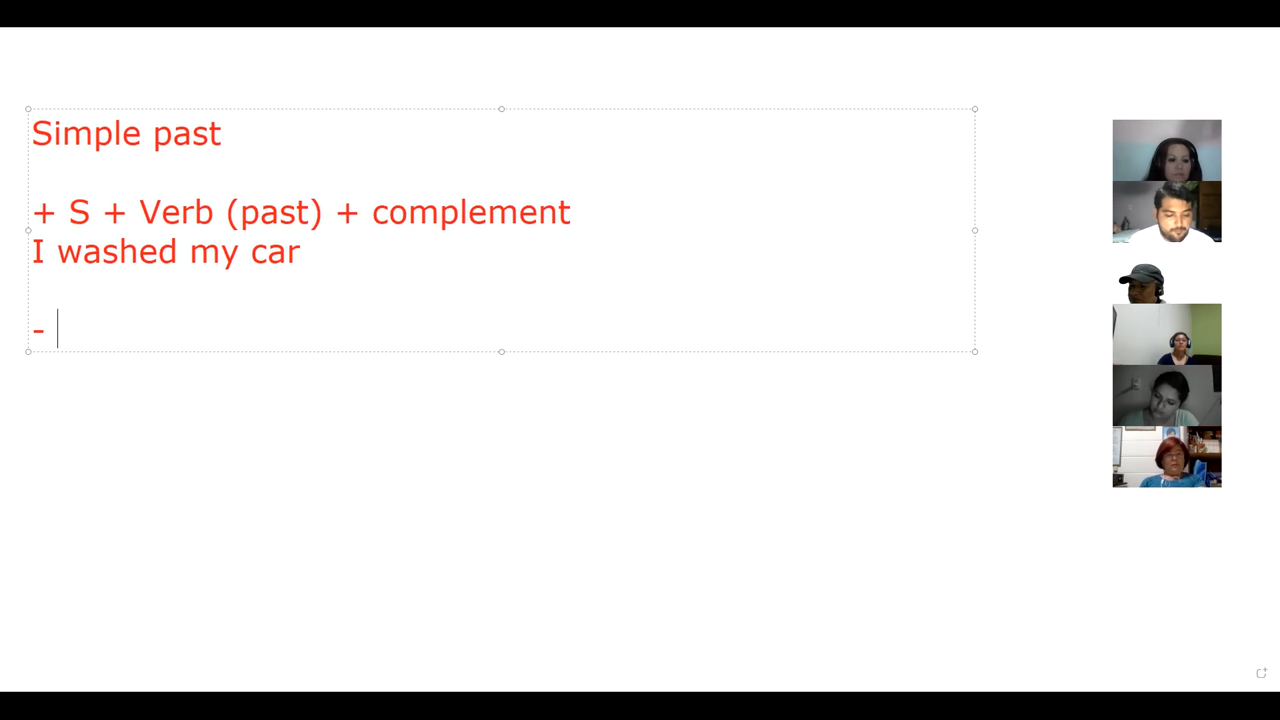 Simple past
+ S + Verb (past) + complement
I washed my car
-